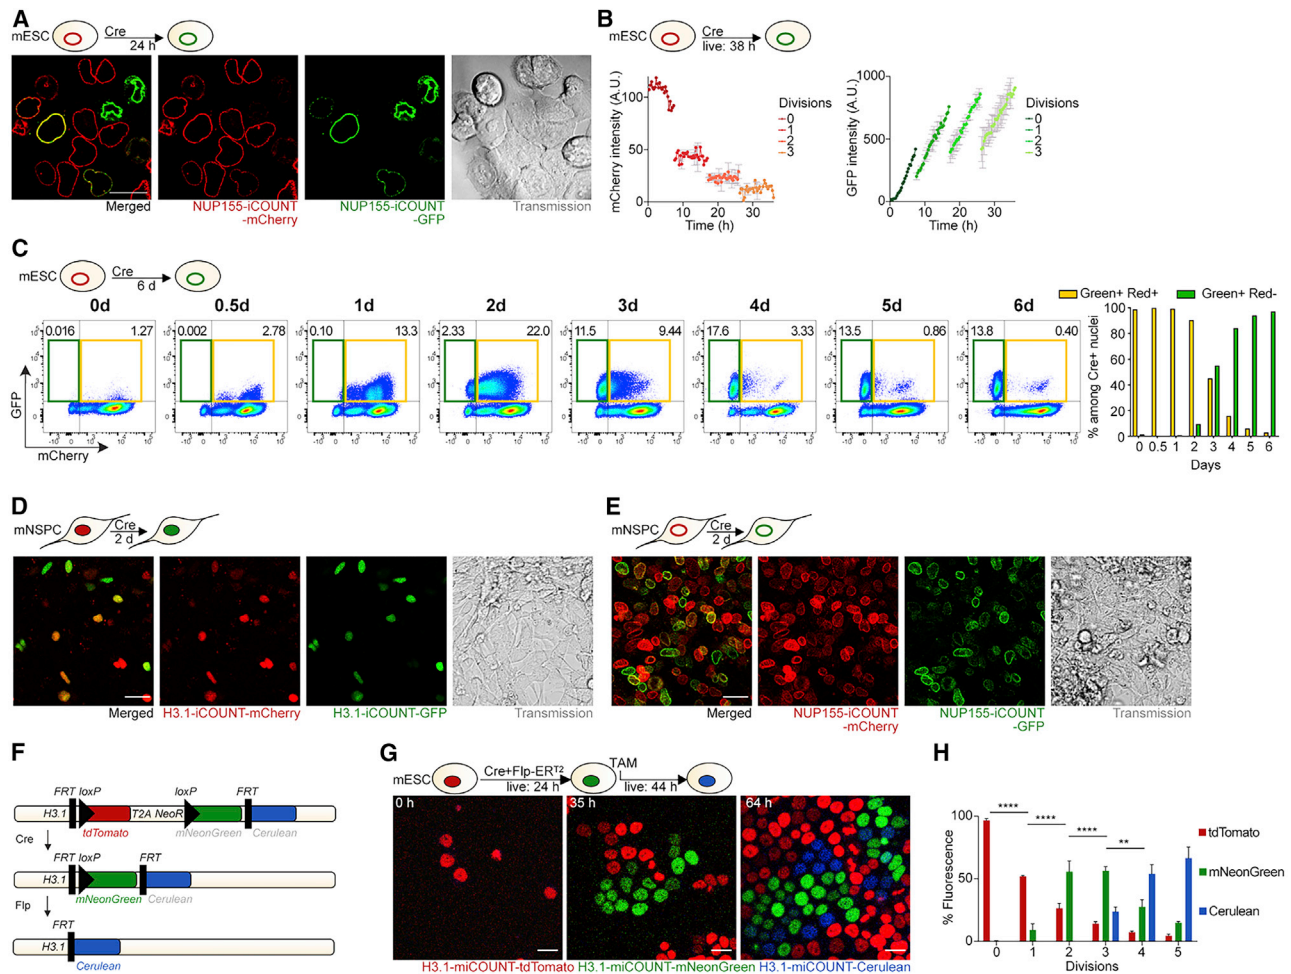 A
mESC Cre
24 h
Merged
NUP155-iCOUNT
-mCherry
NUP155-iCOUNT
-GFP
Transmission
B
mESC Cre
live: 38 h
mCherry intensity (A.U.)
100
50
0
0 10 20 30
Time (h)
Divisions
0
1
2
3
GFP intensity (A.U.)
1000
500
0
0 10 20 30
Time (h)
Divisions
0
1
2
3
C
mESC Cre
6 d
0d 0.5d 1d 2d 3d 4d 5d 6d
0.016 1.27
0.002 2.78
0.10 13.3
2.33 22.0
11.5 9.44
17.6 3.33
13.5 0.86
13.8 0.40
GFP
mCherry
Green+ Red+ Green+ Red-
% among Cre+ nuclei
100
80
60
40
20
0
0 0.5 1 2 3 4 5 6
Days
D
mNSPC Cre
2 d
Merged
H3.1-iCOUNT-mCherry
H3.1-iCOUNT-GFP
Transmission
E
mNSPC Cre
2 d
Merged
NUP155-iCOUNT
-mCherry
NUP155-iCOUNT
-GFP
Transmission
F
FRT loxP loxP FRT
H3.1 T2A NeoR
tdTomato mNeonGreen Cerulean
Cre
FRT loxP FRT
H3.1
mNeonGreen Cerulean
Flp
FRT
H3.1
Cerulean
G
mESC Cre+Flp-ERT2 TAM
live: 24 h live: 44 h
0 h 35 h 64 h
H3.1-miCOUNT-tdTomato H3.1-miCOUNT-mNeonGreen H3.1-miCOUNT-Cerulean
H
% Fluorescence
100
50
0
**** **** **** **
0 1 2 3 4 5
Divisions
tdTomato
mNeonGreen
Cerulean